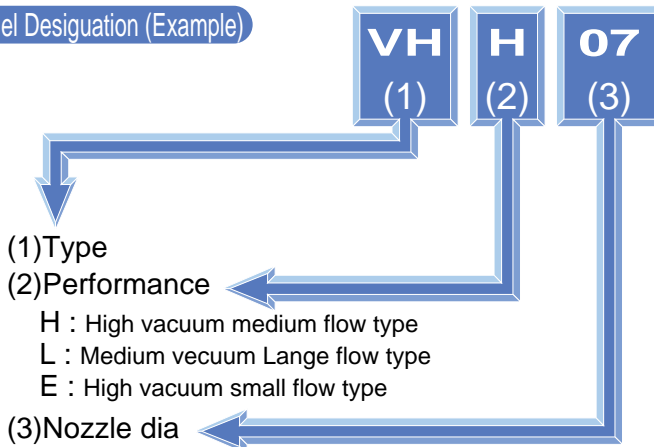 el Desiguation (Example)
VH H 07
(1) (2) (3)
(1)Type
(2)Performance
H : High vacuum medium flow type
L : Medium vecuum Lange flow type
E : High vacuum small flow type
(3)Nozzle dia